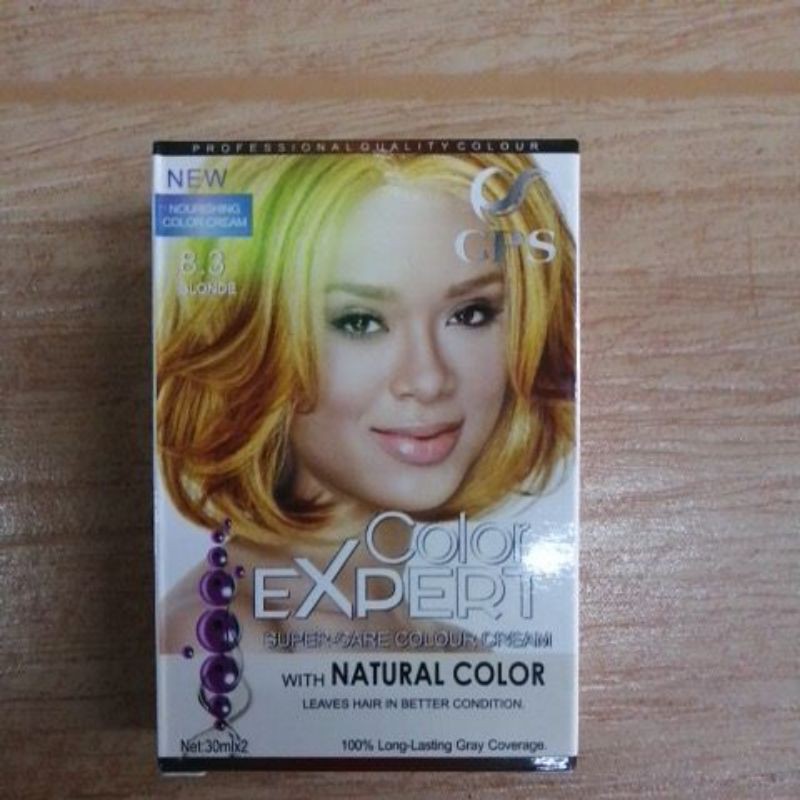 PROFESSIONAL QUALITY COLOUR
NEW
NOURISHING
COLOR CREAM
8.3
BLONDE
CPS
Color
EXPERT
SUPER-CARE COLOUR CREAM
WITH NATURAL COLOR
LEAVES HAIR IN BETTER CONDITION.
Net:30mlx2
100% Long-Lasting Gray Coverage.